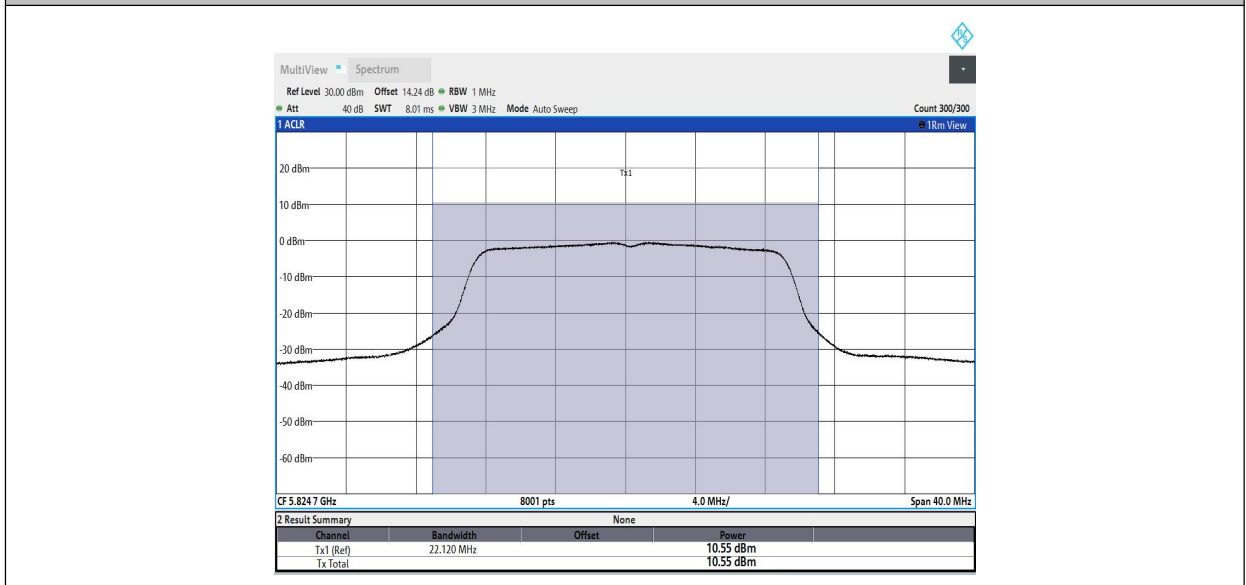 R S
MultiView Spectrum
Ref Level 30.00 dBm Offset 14.24 dB RBW 1 MHz
Att 40 dB SWT 8.01 ms VBW 3 MHz Mode Auto Sweep Count 300/300
1 ACLR 1Rm View
20 dBm
Tx1
10 dBm
0 dBm
-10 dBm
-20 dBm
-30 dBm
-40 dBm
-50 dBm
-60 dBm
CF 5.824 7 GHz 8001 pts 4.0 MHz/ Span 40.0 MHz
2 Result Summary None
Channel Bandwidth Offset Power
Tx1 (Ref) 22.120 MHz 10.55 dBm
Tx Total 10.55 dBm